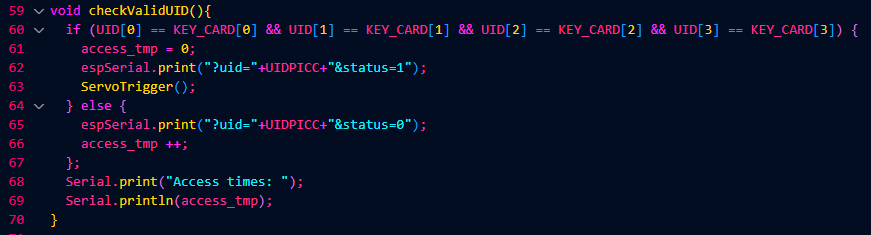 59 void checkValidUID(){
60 if (UID[0] == KEY_CARD[0] && UID[1] == KEY_CARD[1] && UID[2] == KEY_CARD[2] && UID[3] == KEY_CARD[3]) {
61 access_tmp = 0;
62 espSerial.print("?uid="+UIDPICC+"&status=1");
63 ServoTrigger();
64 } else {
65 espSerial.print("?uid="+UIDPICC+"&status=0");
66 access_tmp ++;
67 };
68 Serial.print("Access times: ");
69 Serial.println(access_tmp);
70 }